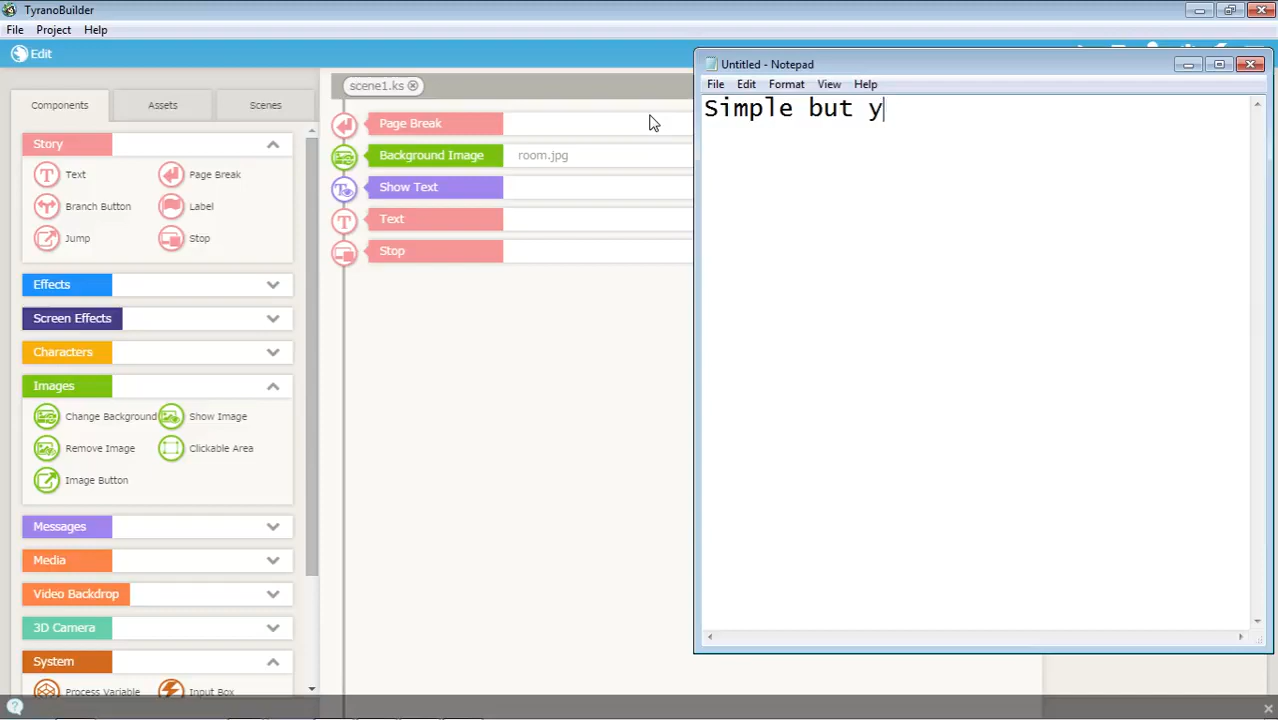 TyranoBuilder
File Project Help
Edit
Components Assets Scenes
Story
Text Page Break
Branch Button Label
Jump Stop
Effects
Screen Effects
Characters
Images
Change Background Show Image
Remove Image Clickable Area
Image Button
Messages
Media
Video Backdrop
3D Camera
System
Process Variable Input Box
scene1.ks
Page Break
Background Image room.jpg
Show Text
Text
Stop
Untitled - Notepad
File Edit Format View Help
Simple but y